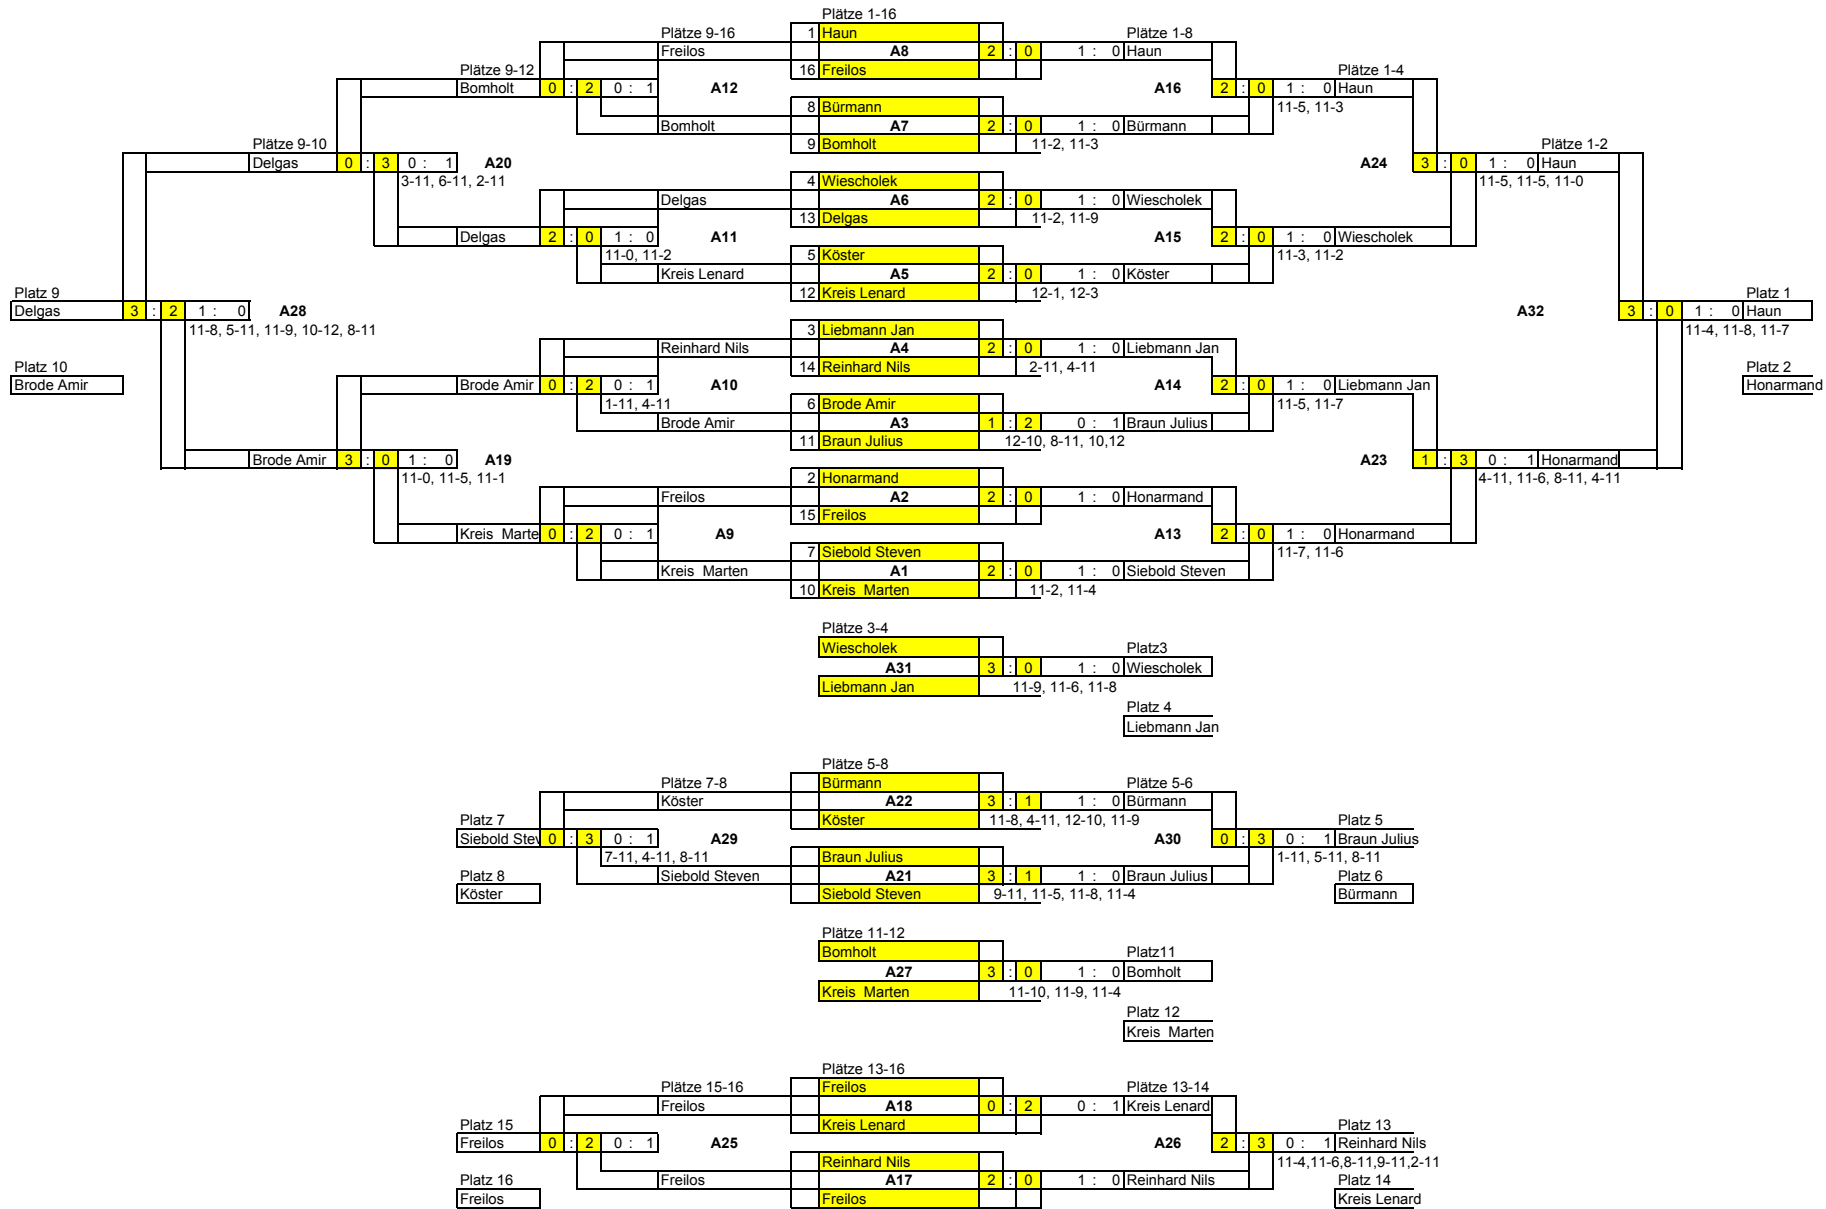 Plätze 1-16
Plätze 9-16 1 Haun Plätze 1-8
Freilos A8 2 : 0 1 : 0 Haun
Plätze 9-12 16 Freilos Plätze 1-4
Bomholt 0 : 2 0 : 1 A12 A16 2 : 0 1 : 0 Haun
8 Bürmann 11-5, 11-3
Bomholt A7 2 : 0 1 : 0 Bürmann
Plätze 9-10 9 Bomholt 11-2, 11-3 Plätze 1-2
Delgas 0 : 3 0 : 1 A20 A24 3 : 0 1 : 0 Haun
3-11, 6-11, 2-11 4 Wiescholek 11-5, 11-5, 11-0
Delgas A6 2 : 0 1 : 0 Wiescholek
13 Delgas 11-2, 11-9
Delgas 2 : 0 1 : 0 A11 A15 2 : 0 1 : 0 Wiescholek
11-0, 11-2 5 Köster 11-3, 11-2
Kreis Lenard A5 2 : 0 1 : 0 Köster
Platz 9 12 Kreis Lenard 12-1, 12-3 Platz 1
Delgas 3 : 2 1 : 0 A28 A32 3 : 0 1 : 0 Haun
11-8, 5-11, 11-9, 10-12, 8-11 3 Liebmann Jan 11-4, 11-8, 11-7
Reinhard Nils A4 2 : 0 1 : 0 Liebmann Jan
Platz 10 14 Reinhard Nils 2-11, 4-11 Platz 2
Brode Amir Brode Amir 0 : 2 0 : 1 A10 A14 2 : 0 1 : 0 Liebmann Jan Honarmand
1-11, 4-11 6 Brode Amir 11-5, 11-7
Brode Amir A3 1 : 2 0 : 1 Braun Julius
11 Braun Julius 12-10, 8-11, 10,12
Brode Amir 3 : 0 1 : 0 A19 A23 1 : 3 0 : 1 Honarmand
11-0, 11-5, 11-1 2 Honarmand 4-11, 11-6, 8-11, 4-11
Freilos A2 2 : 0 1 : 0 Honarmand
15 Freilos
Kreis Marte 0 : 2 0 : 1 A9 A13 2 : 0 1 : 0 Honarmand
7 Siebold Steven 11-7, 11-6
Kreis Marten A1 2 : 0 1 : 0 Siebold Steven
10 Kreis Marten 11-2, 11-4
Plätze 3-4
Wiescholek Platz3
A31 3 : 0 1 : 0 Wiescholek
Liebmann Jan 11-9, 11-6, 11-8
Platz 4
Liebmann Jan
Plätze 5-8
Plätze 7-8 Bürmann Plätze 5-6
Köster A22 3 : 1 1 : 0 Bürmann
Platz 7 Köster 11-8, 4-11, 12-10, 11-9 Platz 5
Siebold Stev 0 : 3 0 : 1 A29 A30 0 : 3 0 : 1 Braun Julius
7-11, 4-11, 8-11 Braun Julius 1-11, 5-11, 8-11
Platz 8 Siebold Steven A21 3 : 1 1 : 0 Braun Julius Platz 6
Köster Siebold Steven 9-11, 11-5, 11-8, 11-4 Bürmann
Plätze 11-12
Bomholt Platz11
A27 3 : 0 1 : 0 Bomholt
Kreis Marten 11-10, 11-9, 11-4
Platz 12
Kreis Marten
Plätze 13-16
Plätze 15-16 Freilos Plätze 13-14
Freilos A18 0 : 2 0 : 1 Kreis Lenard
Platz 15 Kreis Lenard Platz 13
Freilos 0 : 2 0 : 1 A25 A26 2 : 3 0 : 1 Reinhard Nils
Reinhard Nils 11-4,11-6,8-11,9-11,2-11
Platz 16 Freilos A17 2 : 0 1 : 0 Reinhard Nils Platz 14
Freilos Freilos Kreis Lenard